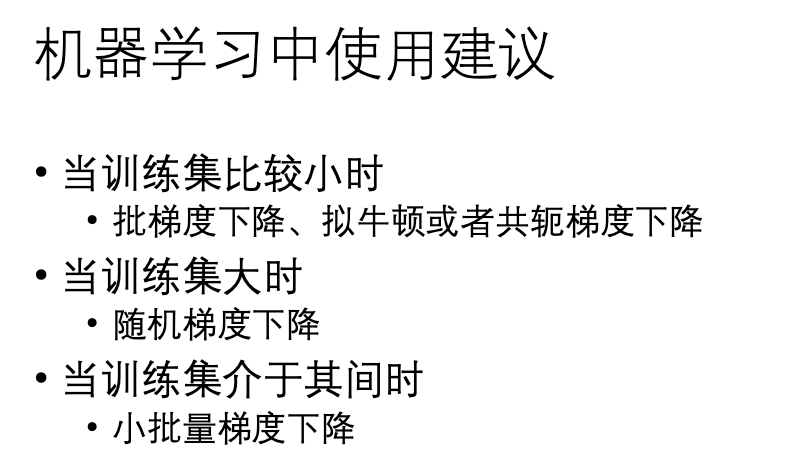 机器学习中使用建议
• 当训练集比较小时
• 批梯度下降、拟牛顿或者共轭梯度下降
• 当训练集大时
• 随机梯度下降
• 当训练集介于其间时
• 小批量梯度下降